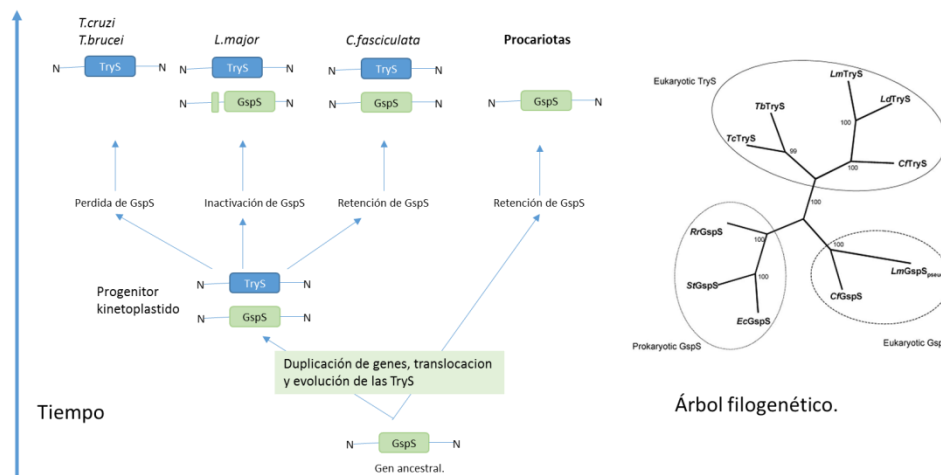 T.cruzi
T.brucei
L.major
C.fasciculata
Procariotas
N TryS N
N TryS N
N TryS N
N GspS N
N GspS N
N GspS N
Perdida de GspS
Inactivación de GspS
Retención de GspS
Retención de GspS
Progenitor
kinetoplastido
N TryS N
N GspS N
Duplicación de genes, translocacion
y evolución de las TryS
Tiempo
N GspS N
Gen ancestral.
Eukaryotic TryS
LmTryS
LdTryS
TbTryS
TcTryS
CfTryS
100
99
100
100
RrGspS
100
100
100
StGspS
EcGspS
LmGspSpseu
CfGspS
Prokaryotic GspS
Eukaryotic Gsp
Árbol filogenético.